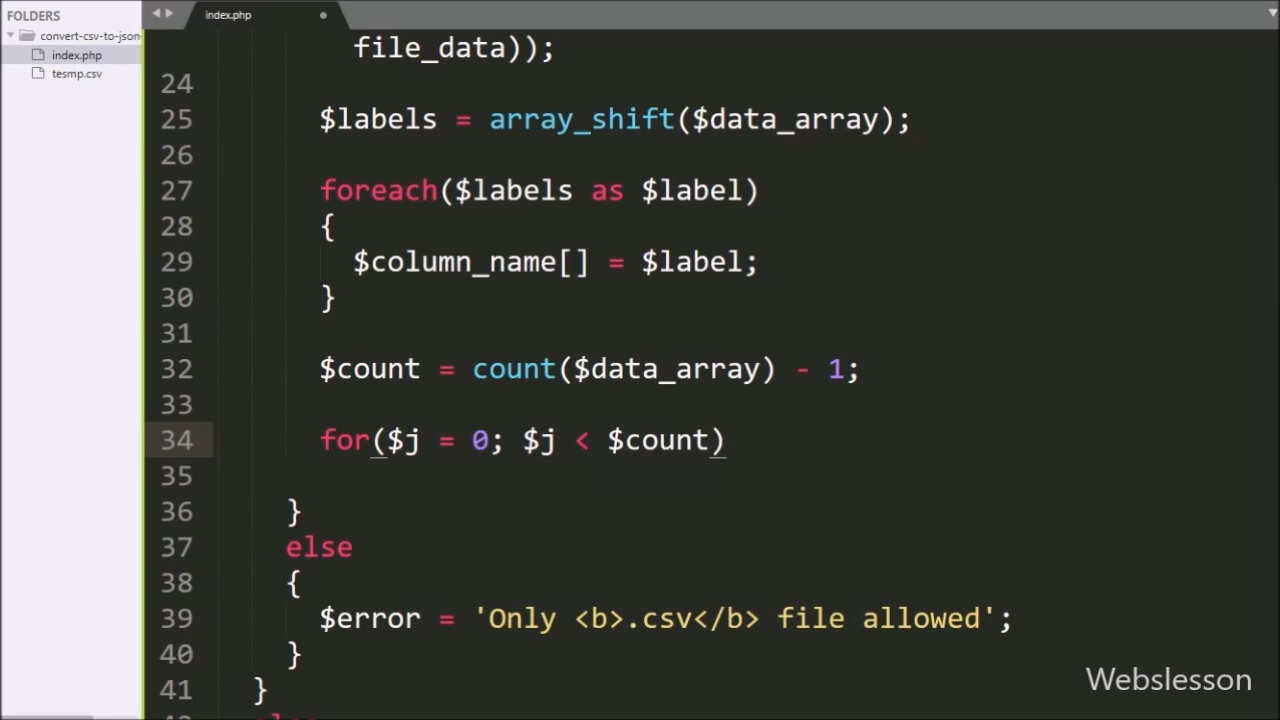 FOLDERS
convert-csv-to-json-
index.php
tesmp.csv
index.php
file_data));
24
25 $labels = array_shift($data_array);
26
27 foreach($labels as $label)
28 {
29 $column_name[] = $label;
30 }
31
32 $count = count($data_array) - 1;
33
34 for($j = 0; $j < $count)
35
36 }
37 else
38 {
39 $error = 'Only <b>.csv</b> file allowed';
40 }
41 }
Webslesson